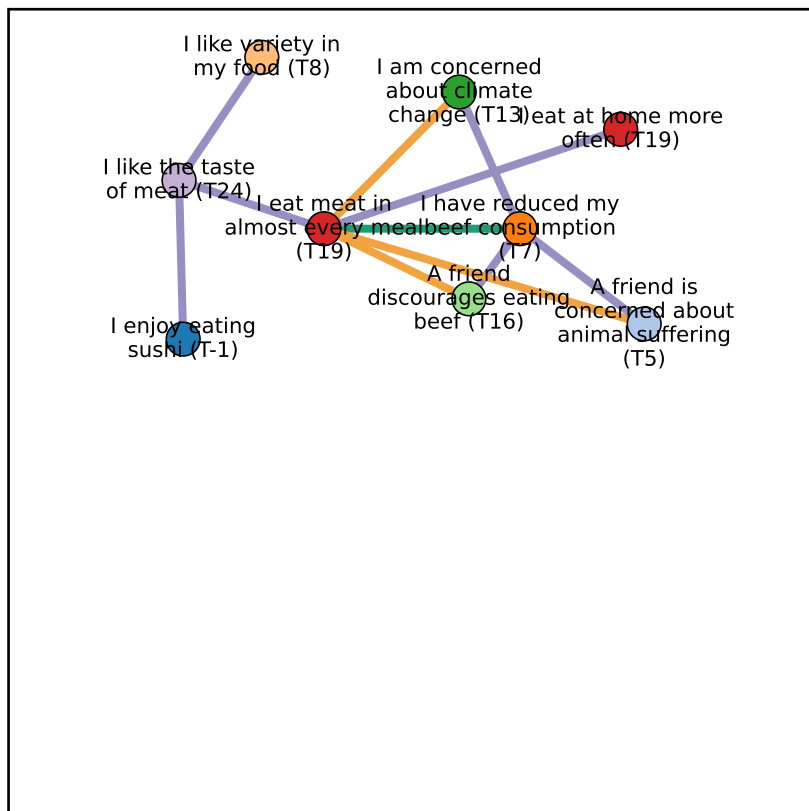 I like variety in
my food (T8)
I am concerned
about climate
change (T13)
I eat at home more
often (T19)
I like the taste
of meat (T24)
I eat meat in
almost every meal
(T19)
I have reduced my
beef consumption
(T7)
A friend
discourages eating
beef (T16)
A friend is
concerned about
animal suffering
(T5)
I enjoy eating
sushi (T-1)